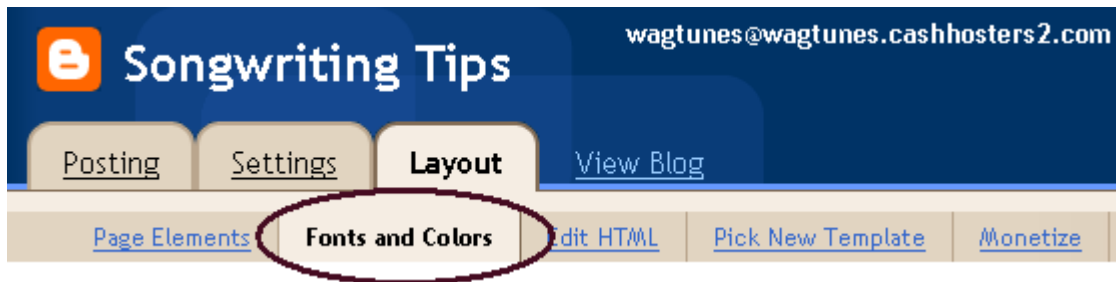 wagtunes@wagtunes.cashhosters2.com
Songwriting Tips
Posting Settings Layout View Blog
Page Elements Fonts and Colors Edit HTML Pick New Template Monetize